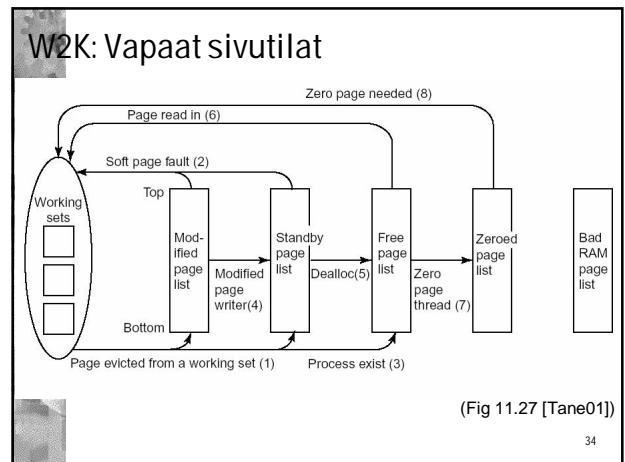 W2K: Vapaat sivutilat
Zero page needed (8)
Page read in (6)
Soft page fault (2)
Top
Working
sets
Mod-
ified
page
list
Modified
page
writer(4)
Standby
page
list
Dealloc(5)
Free
page
list
Zero
page
thread (7)
Zeroed
page
list
Bad
RAM
page
list
Bottom
Page evicted from a working set (1)
Process exist (3)
(Fig 11.27 [Tane01])
34